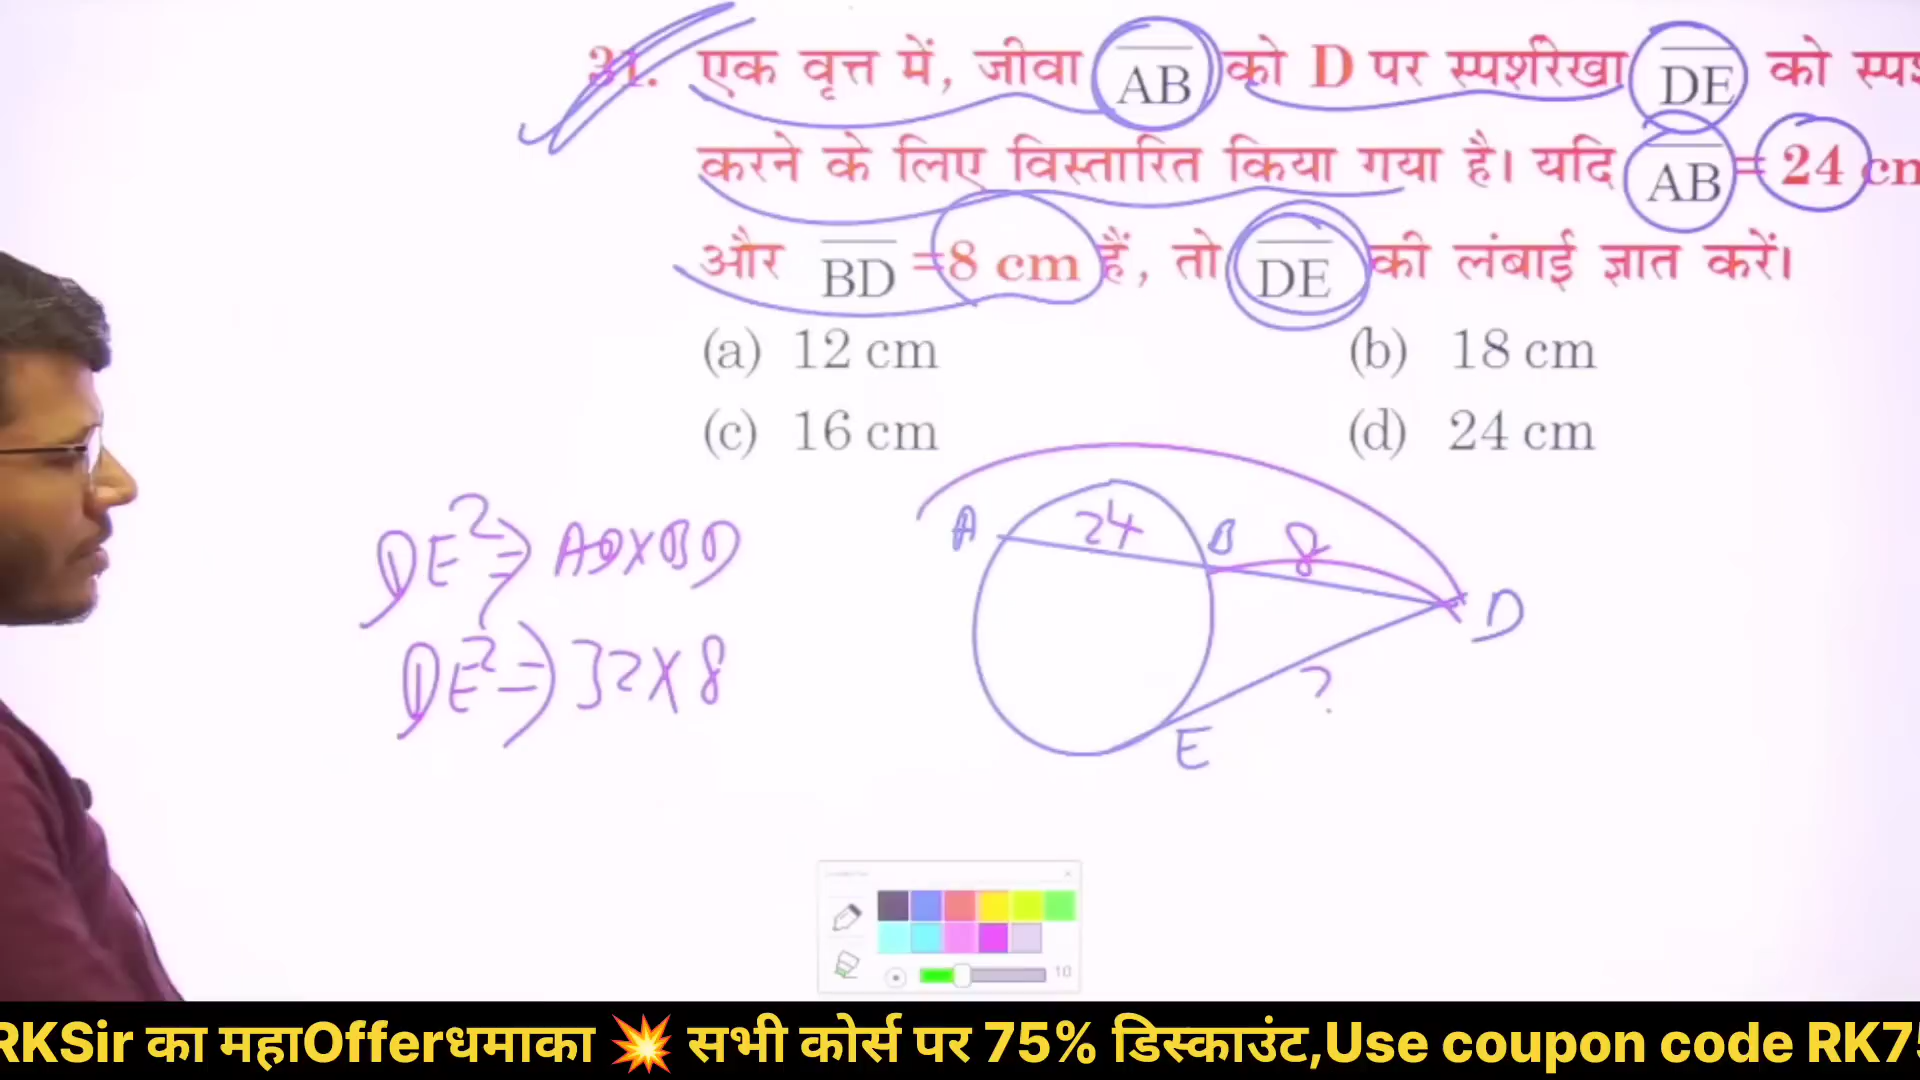 31. एक वृत्त में, जीवा AB को D पर स्पर्शरेखा DE को
करने के लिए विस्तारित किया गया है। यदि AB = 24 cm
और BD =8 cm हैं, तो DE की लंबाई ज्ञात करें।
(a) 12 cm (b) 18 cm
(c) 16 cm (d) 24 cm
A 24 B 8
D
DE² => AD×BD
DE² => 32×8
?
E
10
RKSir का महाOfferधमाका 💥 सभी कोर्स पर 75% डिस्काउंट,Use coupon code